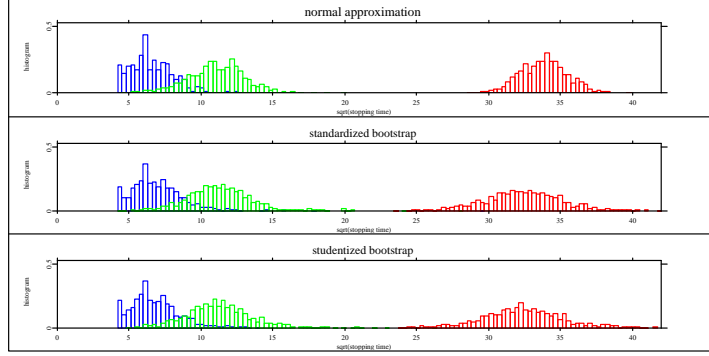 normal approximation
0.5
histogram
0
0 5 10 15 20 25 30 35 40
sqrt(stopping time)
standardized bootstrap
0.5
histogram
0
0 5 10 15 20 25 30 35 40
sqrt(stopping time)
studentized bootstrap
0.5
histogram
0
0 5 10 15 20 25 30 35 40
sqrt(stopping time)